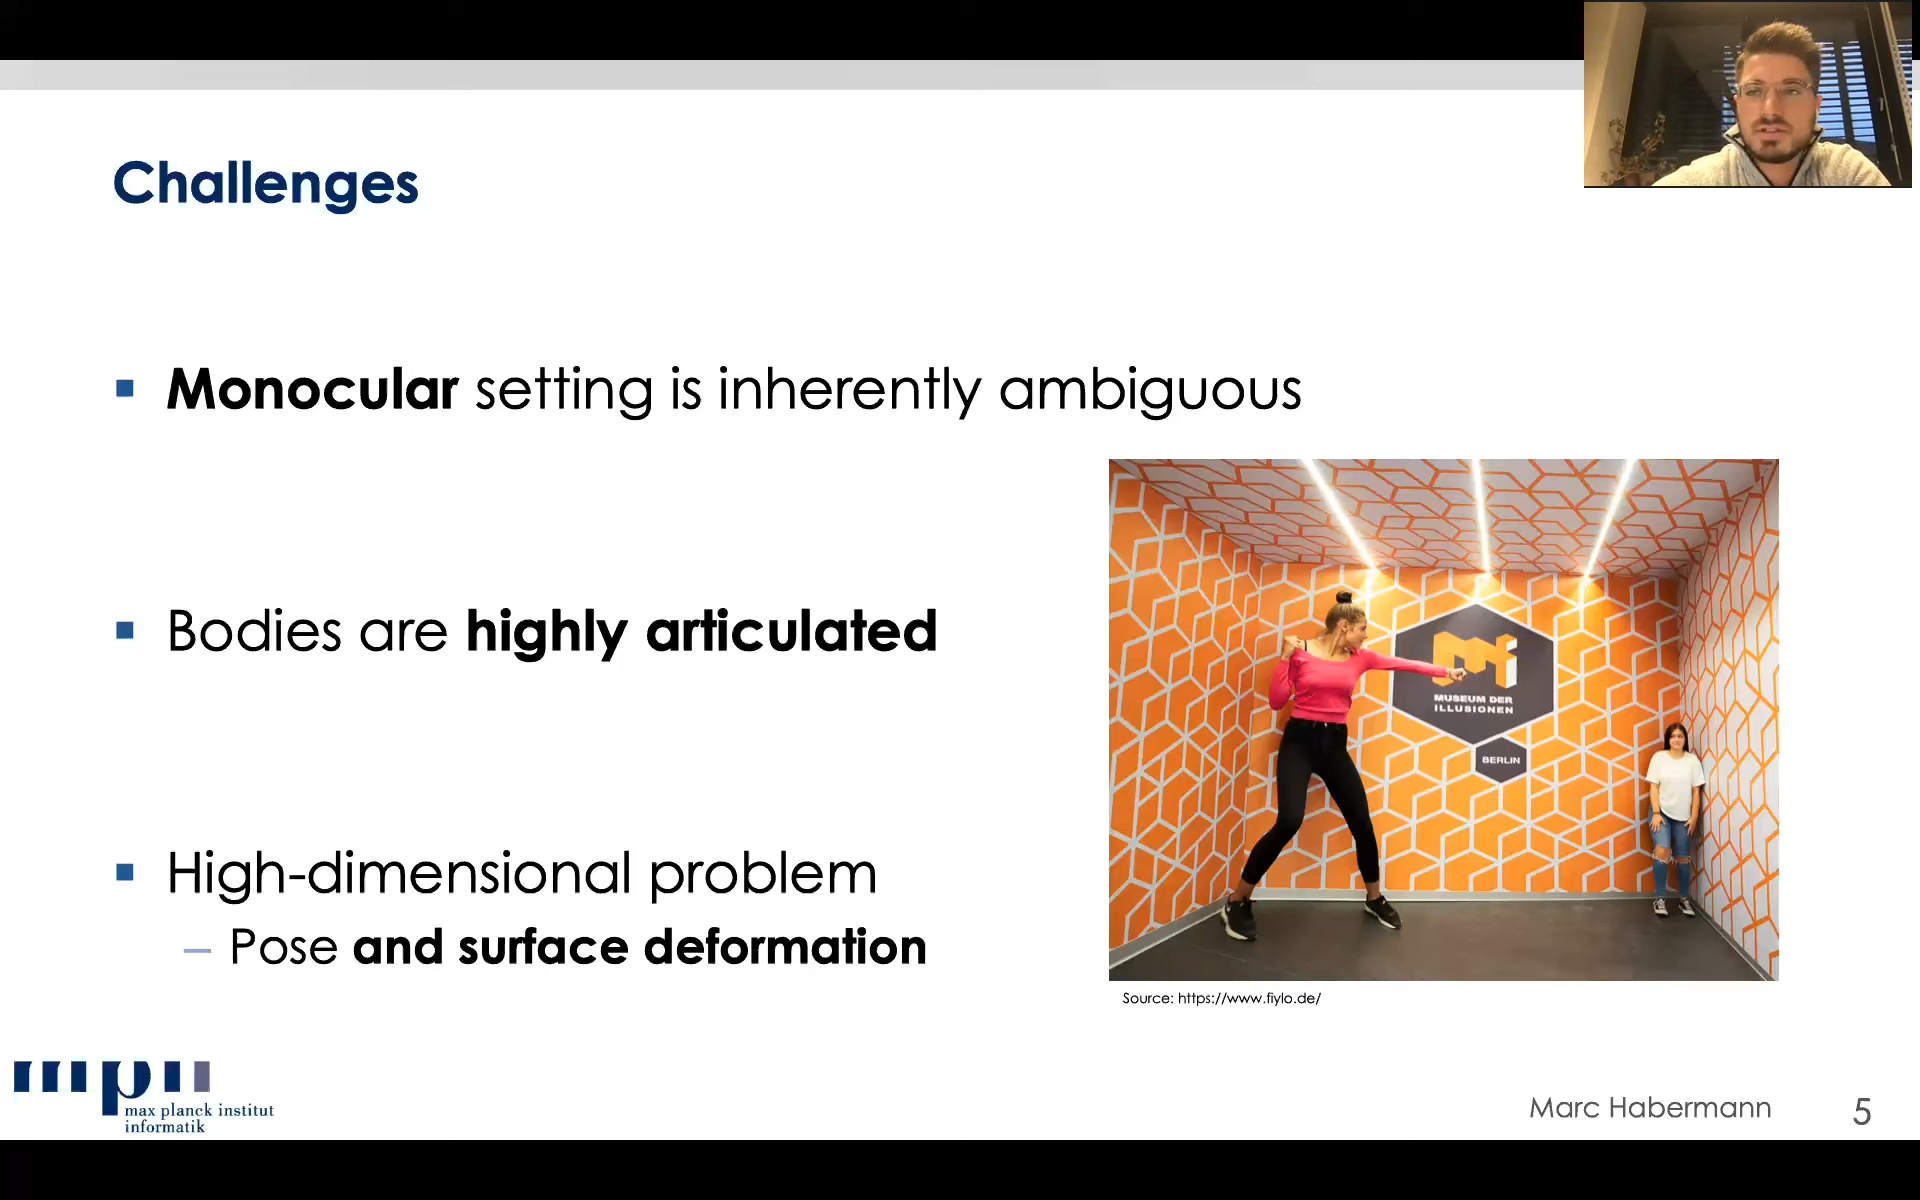 Challenges
Monocular setting is inherently ambiguous
Bodies are highly articulated
High-dimensional problem
– Pose and surface deformation
MUSEUM DER
ILLUSIONEN
BERLIN
Source: https://www.fiylo.de/
mpii
max planck institut
informatik
Marc Habermann
5